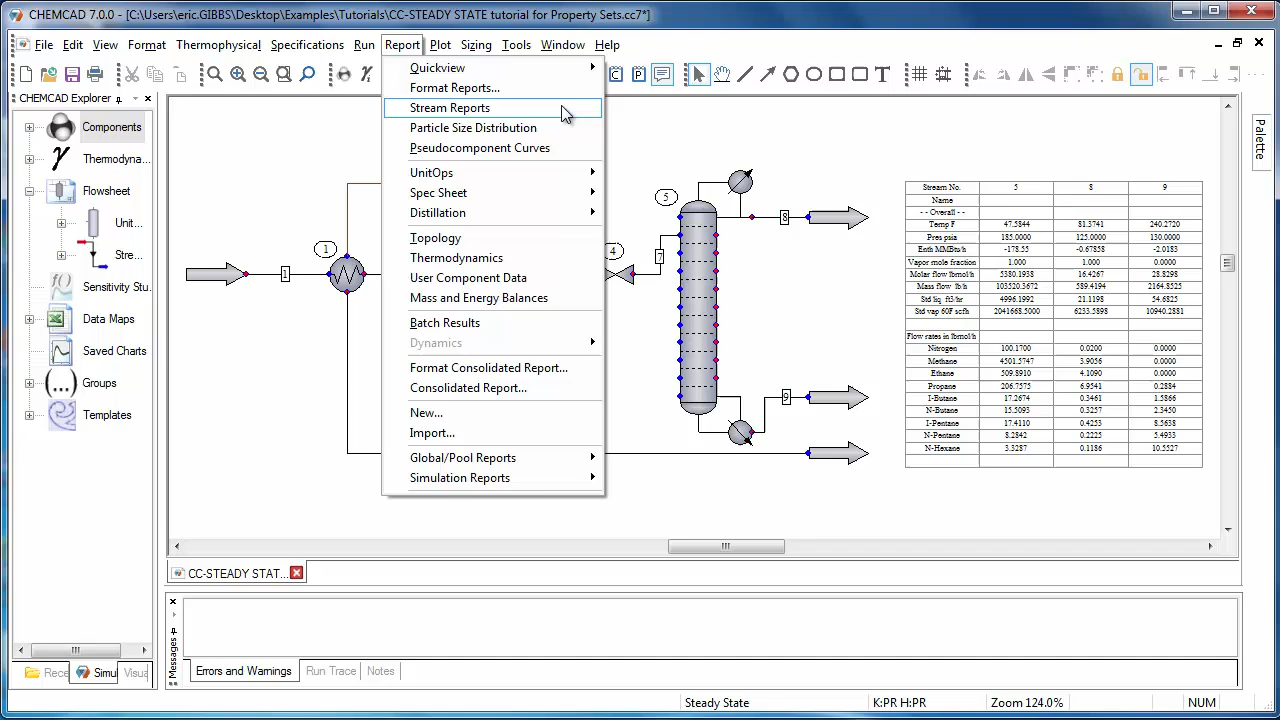 CHEMCAD 7.0.0 - [C:\Users\eric.GIBBS\Desktop\Examples\Tutorials\CC-STEADY STATE tutorial for Property Sets.cc7*]
File Edit View Format Thermophysical Specifications Run Report Plot Sizing Tools Window Help
CHEMCAD Explorer
Components
Thermodyna...
Flowsheet
Unit...
Stre...
Sensitivity Stu...
Data Maps
Saved Charts
Groups
Templates
Rece
Simu
Visua
Quickview
Format Reports...
Stream Reports
Particle Size Distribution
Pseudocomponent Curves
UnitOps
Spec Sheet
Distillation
Topology
Thermodynamics
User Component Data
Mass and Energy Balances
Batch Results
Dynamics
Format Consolidated Report...
Consolidated Report...
New...
Import...
Global/Pool Reports
Simulation Reports
1
1
4
7
5
8
9
Stream No. 5 8 9
Name
- - Overall - -
Temp F 47.5844 81.3741 240.2720
Pres psia 185.0000 125.0000 130.0000
Enth MMBtu/h -178.55 -0.67858 -2.0183
Vapor mole fraction 1.000 1.000 0.0000
Molar flow lbmol/h 5380.1938 16.4267 28.8298
Mass flow lb/h 103520.3672 589.4194 2164.8525
Std liq ft3/hr 4996.1992 21.1198 54.6825
Std vap 60F scfh 2041668.5000 6233.5898 10940.2881
Flow rates in lbmol/h
Nitrogen 100.1700 0.0200 0.0000
Methane 4501.5747 3.9056 0.0000
Ethane 509.8910 4.1090 0.0000
Propane 206.7575 6.9541 0.2884
I-Butane 17.2674 0.3461 1.5866
N-Butane 15.5093 0.3257 2.3450
I-Pentane 17.4110 0.4253 8.5638
N-Pentane 8.2842 0.2225 5.4933
N-Hexane 3.3287 0.1186 10.5527
Palette
CC-STEADY STAT...
Messages
Errors and Warnings Run Trace Notes
Steady State K:PR H:PR Zoom 124.0% NUM